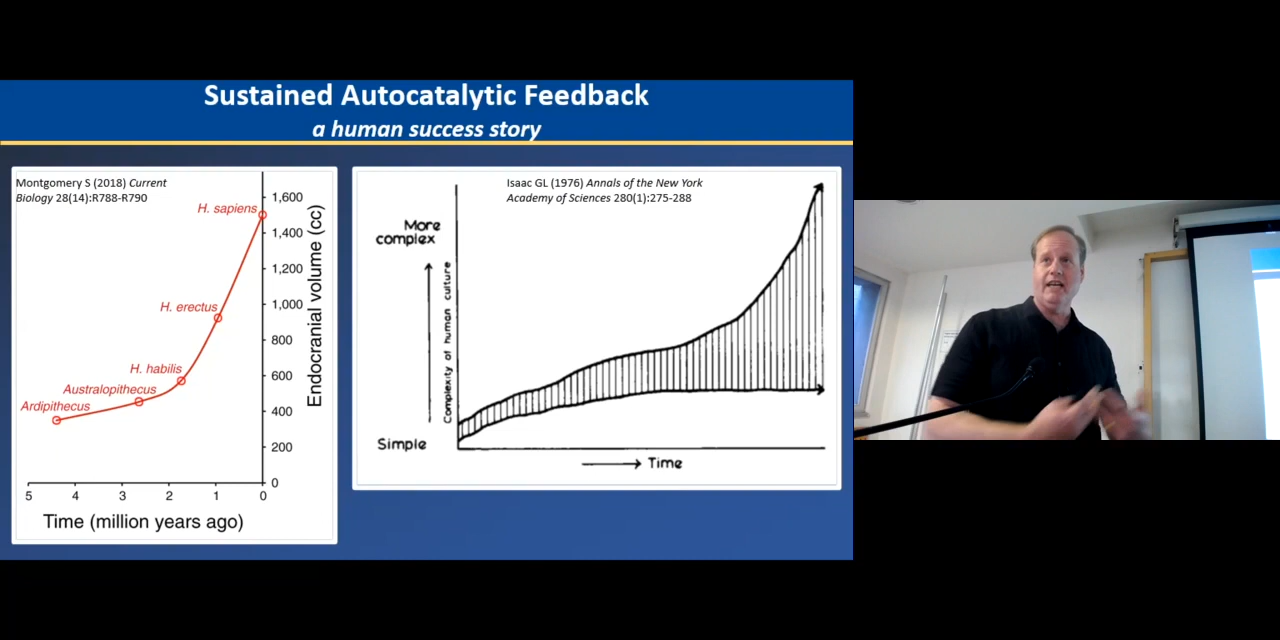 Sustained Autocatalytic Feedback
a human success story
Montgomery S (2018) Current
Biology 28(14):R788-R790
H. sapiens
H. erectus
H. habilis
Australopithecus
Ardipithecus
1,600
1,400
1,200
1,000
800
600
400
200
0
Endocranial volume (cc)
5 4 3 2 1 0
Time (million years ago)
Isaac GL (1976) Annals of the New York
Academy of Sciences 280(1):275-288
More
complex
Complexity of human culture
Simple
Time